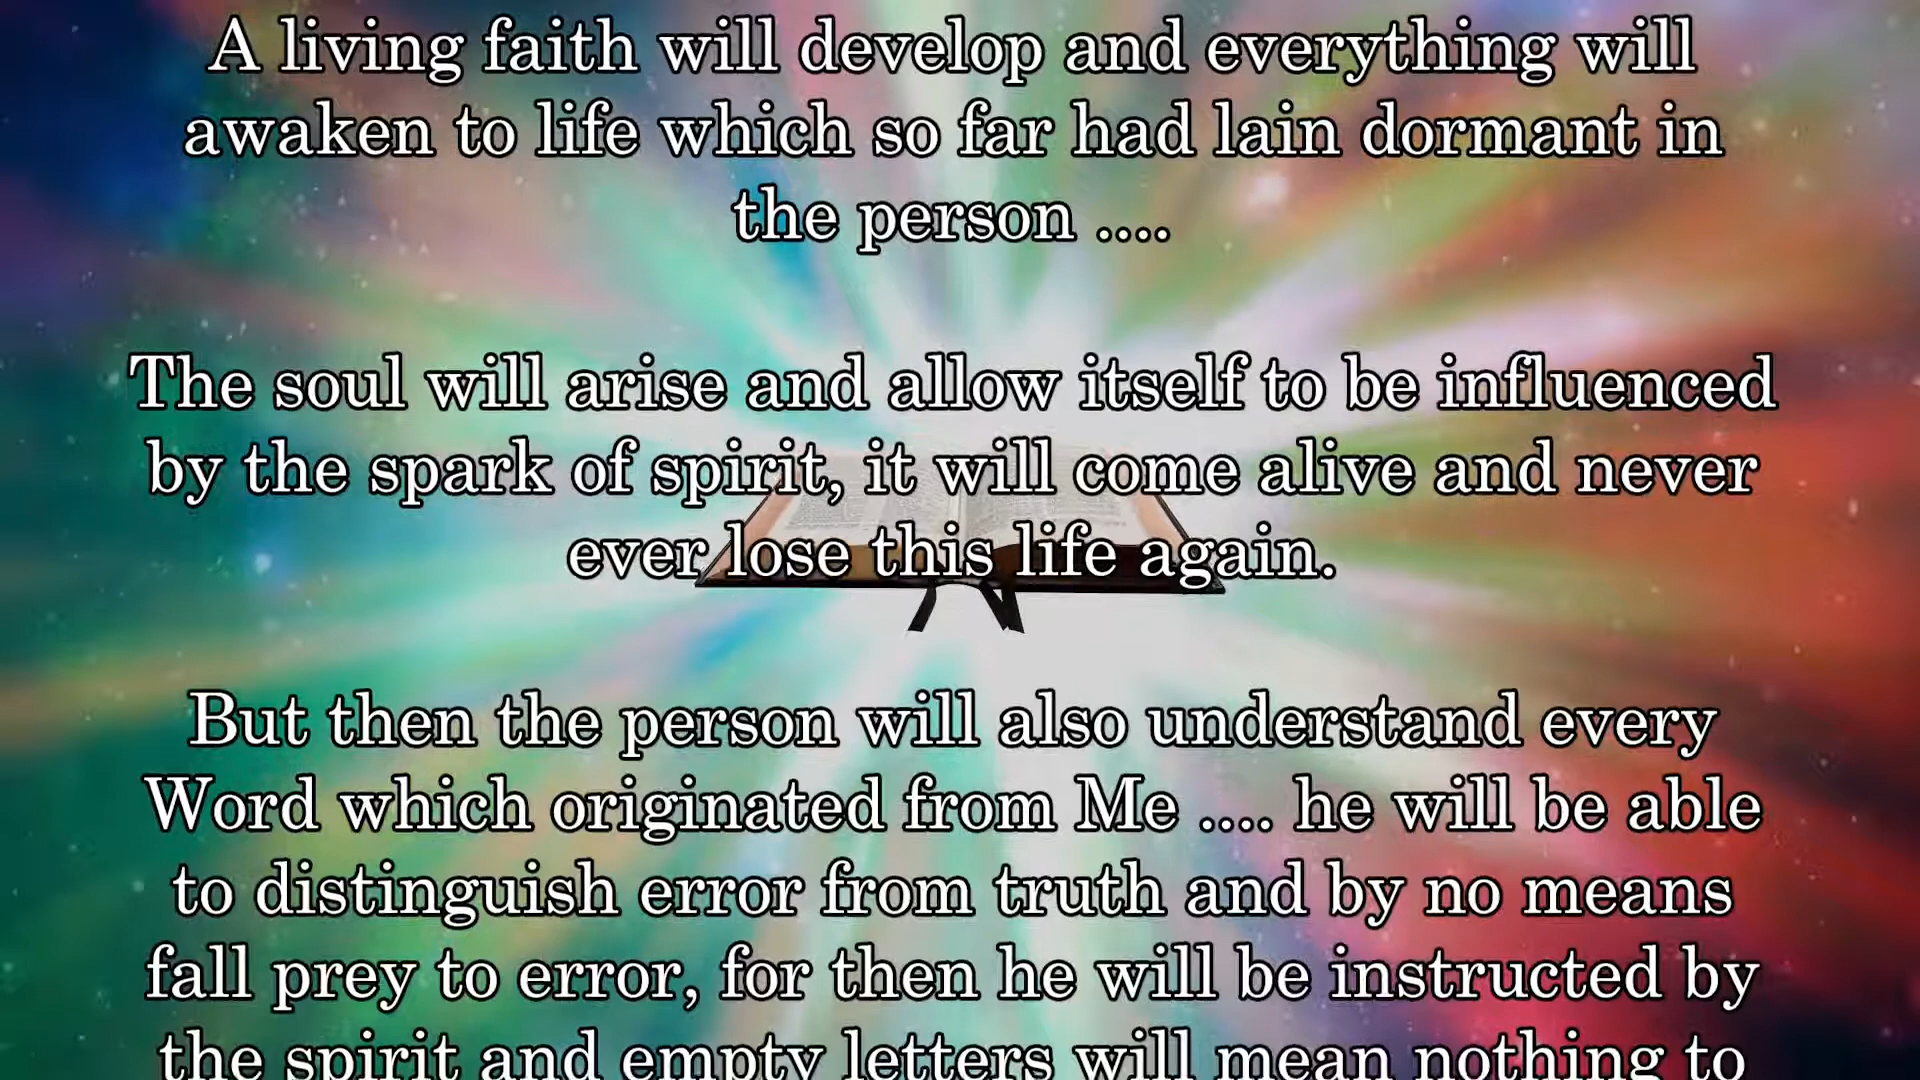 A living faith will develop and everything will
awaken to life which so far had lain dormant in
the person ....
The soul will arise and allow itself to be influenced
by the spark of spirit, it will come alive and never
ever lose this life again.
But then the person will also understand every
Word which originated from Me .... he will be able
to distinguish error from truth and by no means
fall prey to error, for then he will be instructed by
the spirit and empty letters will mean nothing to